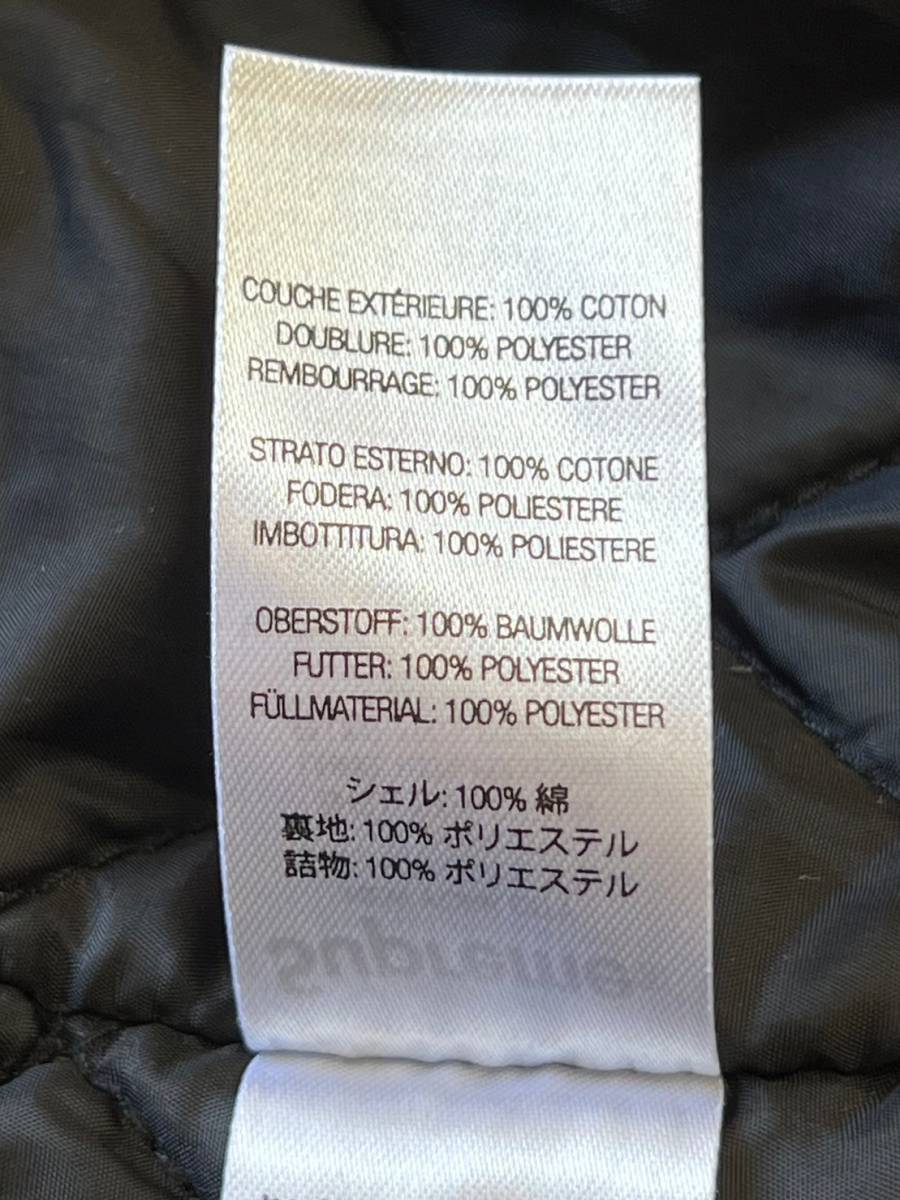 COUCHE EXTÉRIEURE: 100% COTON
DOUBLURE: 100% POLYESTER
REMBOURRAGE: 100% POLYESTER
STRATO ESTERNO: 100% COTONE
FODERA: 100% POLIESTERE
IMBOTTITURA: 100% POLIESTERE
OBERSTOFF: 100% BAUMWOLLE
FUTTER: 100% POLYESTER
FÜLLMATERIAL: 100% POLYESTER
シェル: 100% 綿
裏地: 100% ポリエステル
詰物: 100% ポリエステル
Supreme